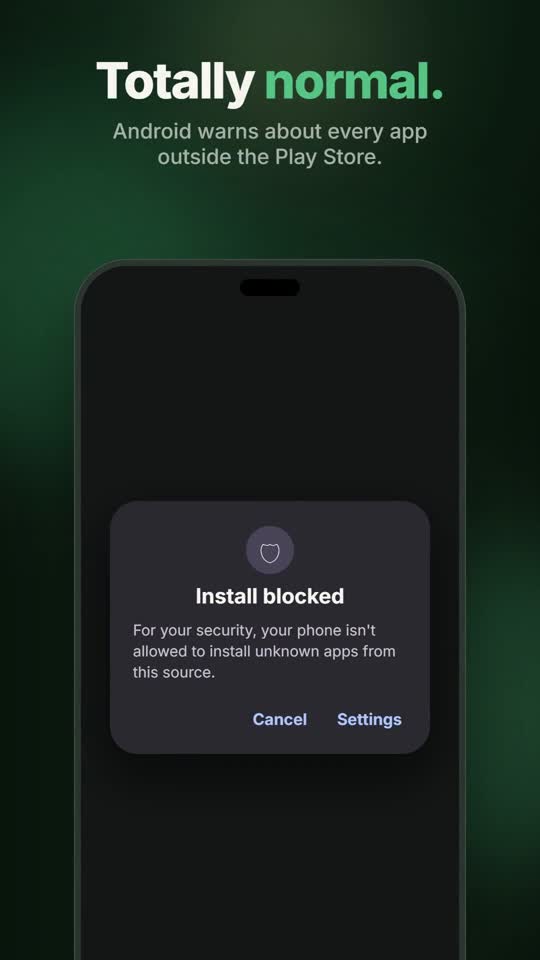 Totally normal.
Android warns about every app
outside the Play Store.
Install blocked
For your security, your phone isn't
allowed to install unknown apps from
this source.
Cancel Settings